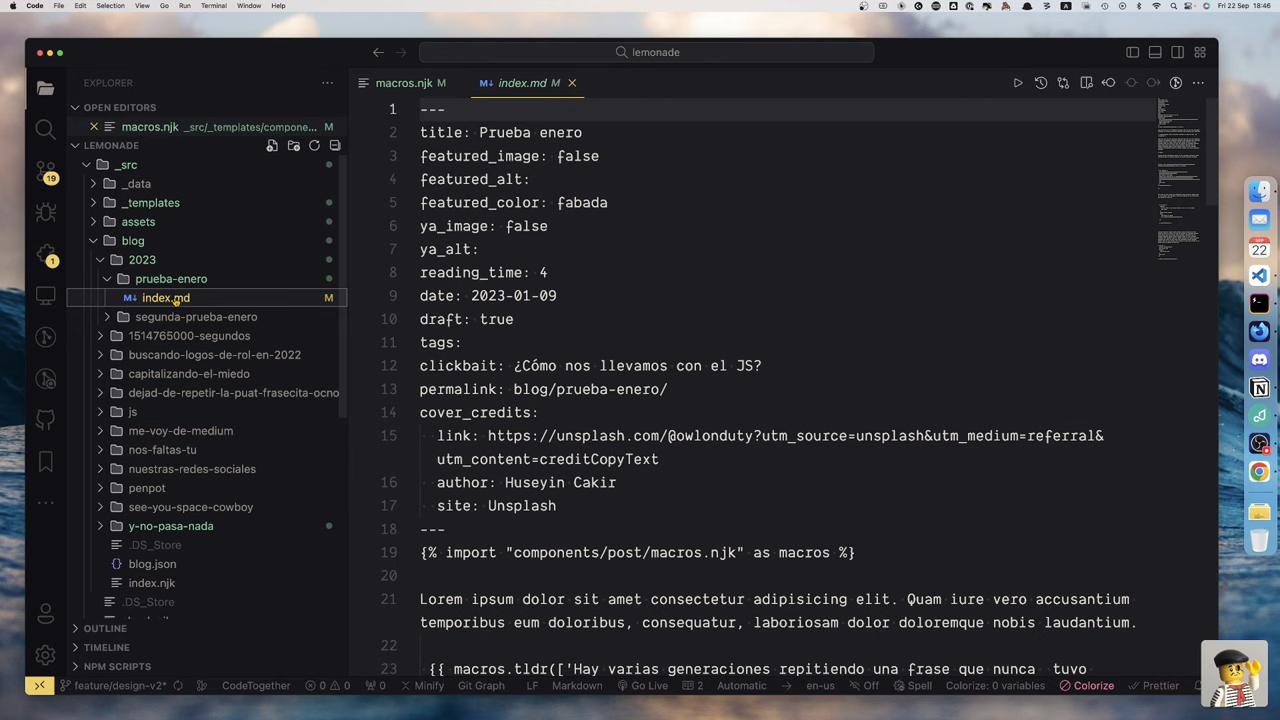 Code File Edit Selection View Go Run Terminal Window Help
A
Fri 22 Sep 18:46
lemonade
EXPLORER
macros.njk M
index.md M
OPEN EDITORS
macros.njk _src/_templates/compone... M
LEMONADE
_src
_data
_templates
assets
blog
2023
prueba-enero
index.md M
segunda-prueba-enero
1514765000-segundos
buscando-logos-de-rol-en-2022
capitalizando-el-miedo
dejad-de-repetir-la-puat-frasecita-ocno
js
me-voy-de-medium
nos-faltas-tu
nuestras-redes-sociales
penpot
see-you-space-cowboy
y-no-pasa-nada
.DS_Store
blog.json
index.njk
.DS_Store
OUTLINE
TIMELINE
NPM SCRIPTS
19
1
1 ---
2 title: Prueba enero
3 featured_image: false
4 featured_alt:
5 featured_color: fabada
6 ya_image: false
7 ya_alt:
8 reading_time: 4
9 date: 2023-01-09
10 draft: true
11 tags:
12 clickbait: ¿Cómo nos llevamos con el JS?
13 permalink: blog/prueba-enero/
14 cover_credits:
15 link: https://unsplash.com/@owlonduty?utm_source=unsplash&utm_medium=referral&
utm_content=creditCopyText
16 author: Huseyin Cakir
17 site: Unsplash
18 ---
19 {% import "components/post/macros.njk" as macros %}
20
21 Lorem ipsum dolor sit amet consectetur adipisicing elit. Quam iure vero accusantium
temporibus eum doloribus, consequatur, laboriosam dolor doloremque nobis laudantium.
22
23 {{ macros.tldr(['Hay varias generaciones repitiendo una frase que nunca tuvo
SEP
22
feature/design-v2* CodeTogether 0 0 0 Minify Git Graph LF Markdown Go Live 2 Automatic en-us Off Spell Colorize: 0 variables Colorize Prettier